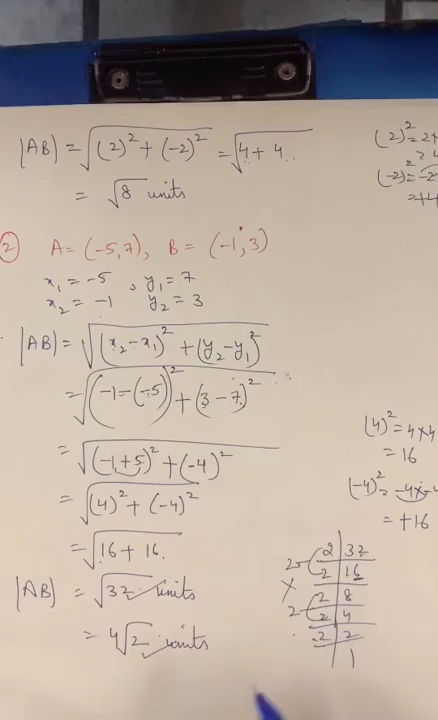 |AB| = √(2)² + (-2)² = √4 + 4
= √8 units
(2)² = 2×
(-2)² = -2
= +4
② A = (-5, 7), B = (-1, 3)
x₁ = -5, y₁ = 7
x₂ = -1 y₂ = 3
|AB| = √(x₂ - x₁)² + (y₂ - y₁)²
= √(-1 - (-5))² + (3 - 7)²
= √(-1 + 5)² + (-4)²
= √(4)² + (-4)²
= √16 + 16
|AB| = √32 units
= 4√2 units
(4)² = 4×4
= 16
(-4)² = -4×-4
= +16
2 | 32
2 | 16
2 | 8
2 | 4
2 | 2
| 1
2
×
2